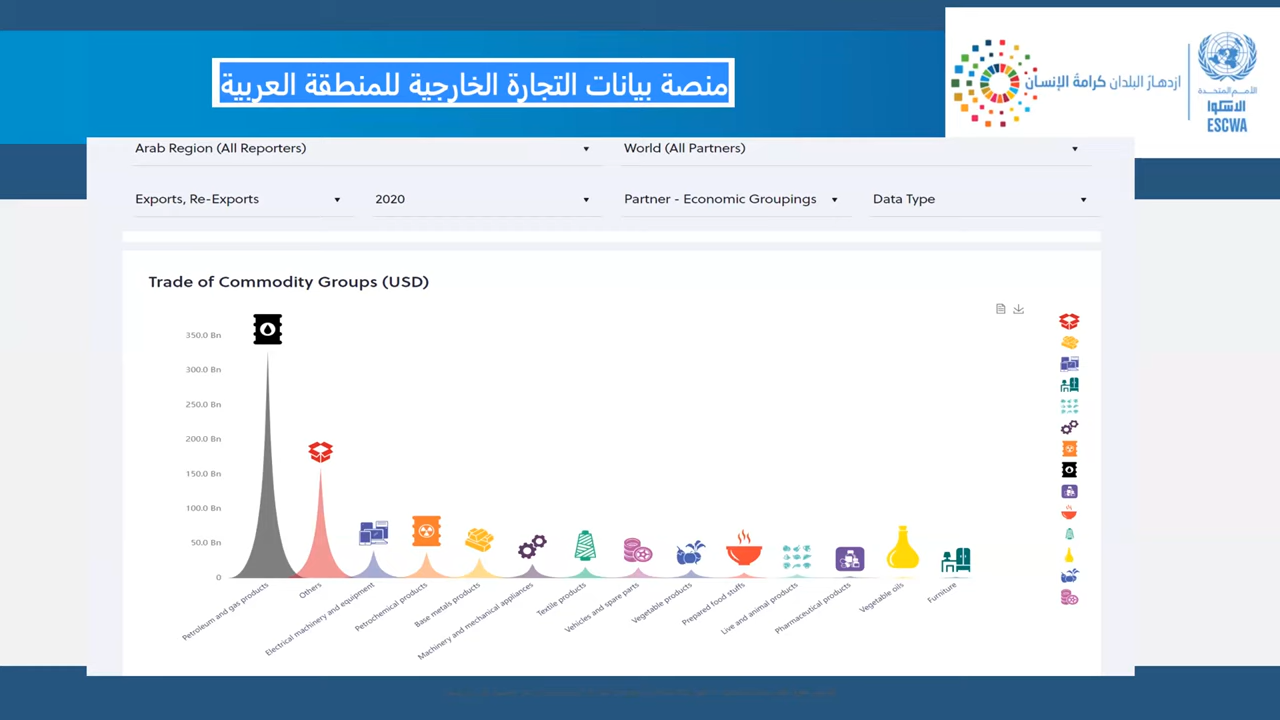 منصة بيانات التجارة الخارجية للمنطقة العربية
ازدهارُ البلدان كرامةُ الإنسان
الأمـم المتحدة
الاسكوا
ESCWA
Arab Region (All Reporters)
World (All Partners)
Exports, Re-Exports
2020
Partner - Economic Groupings
Data Type
Trade of Commodity Groups (USD)
350.0 Bn
300.0 Bn
250.0 Bn
200.0 Bn
150.0 Bn
100.0 Bn
50.0 Bn
0
Petroleum and gas products
Others
Electrical machinery and equipment
Petrochemical products
Base metals products
Machinery and mechanical appliances
Textile products
Vehicles and spare parts
Vegetable products
Prepared food stuffs
Live and animal products
Pharmaceutical products
Vegetable oils
Furniture